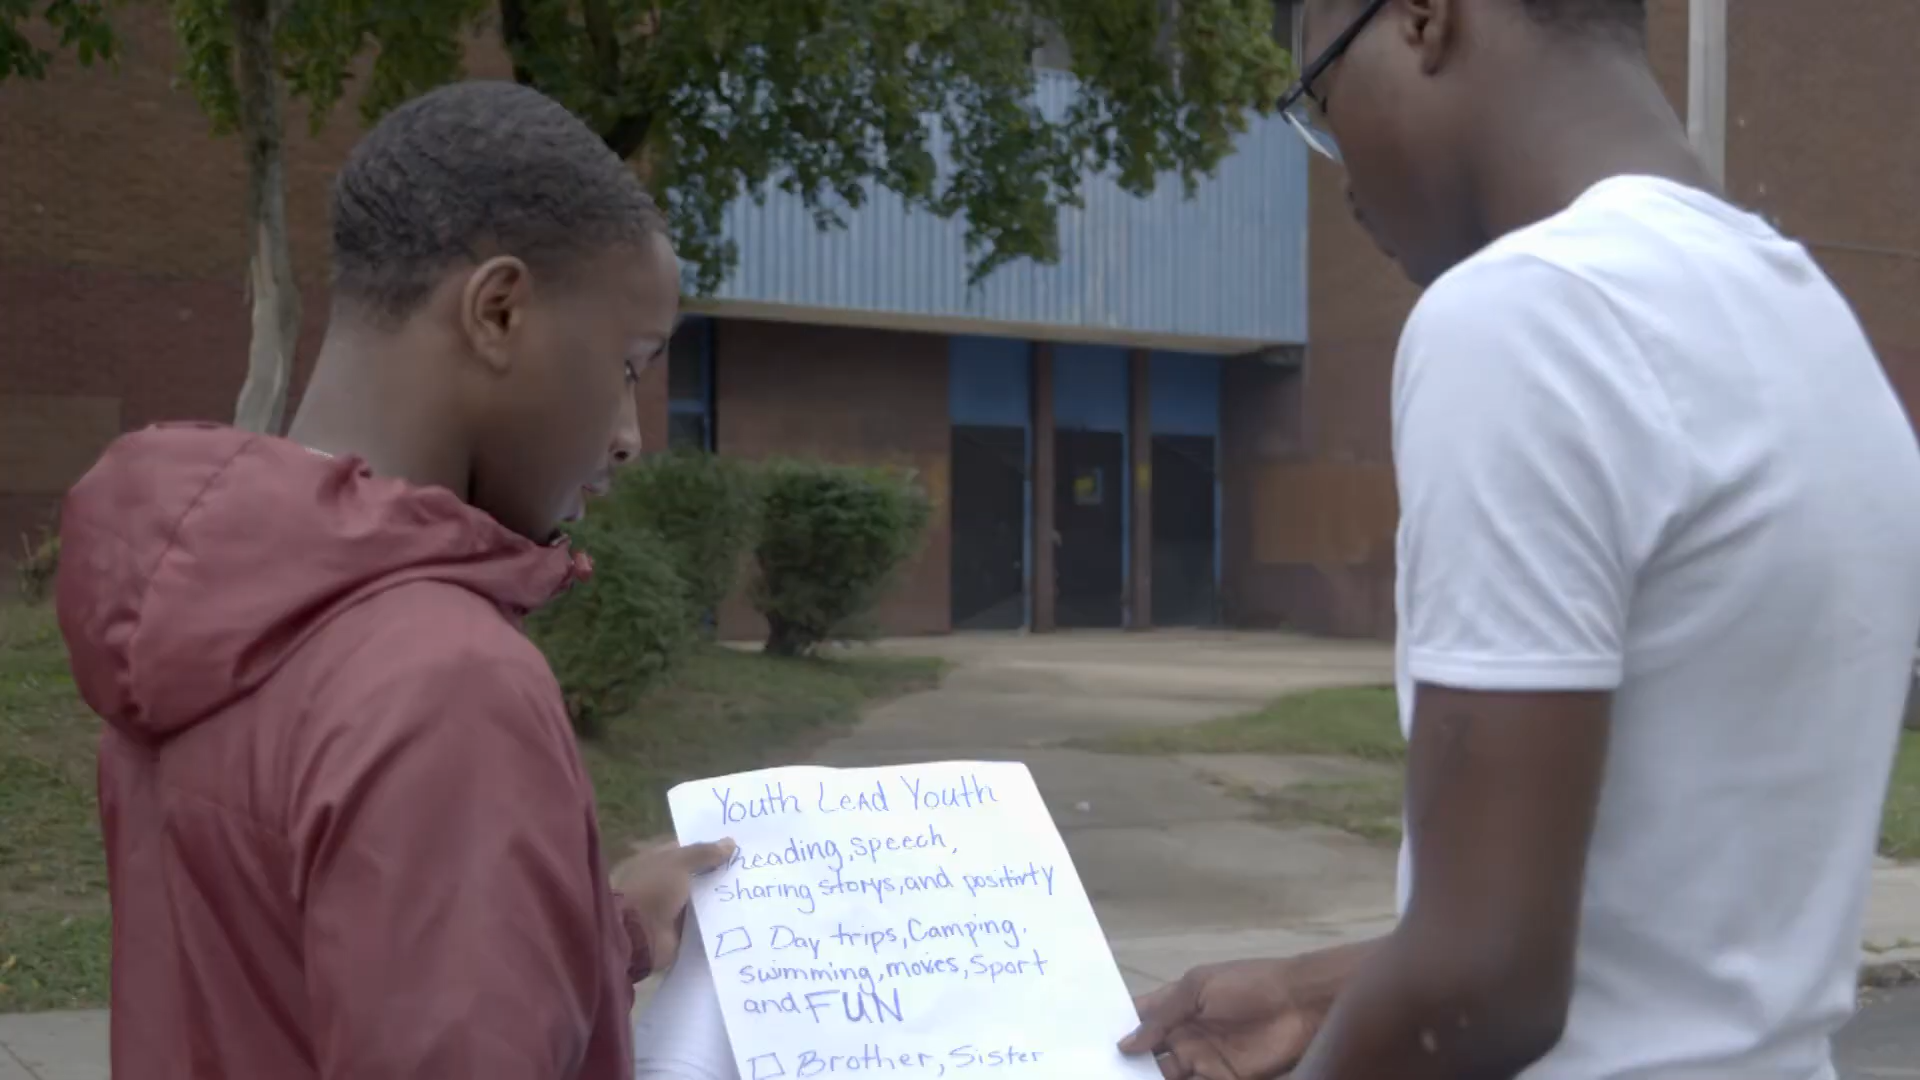 Youth Lead Youth
Reading, speech,
sharing storys, and positivty
Day trips, Camping,
swimming, movies, Sport
and FUN
Brother, Sister